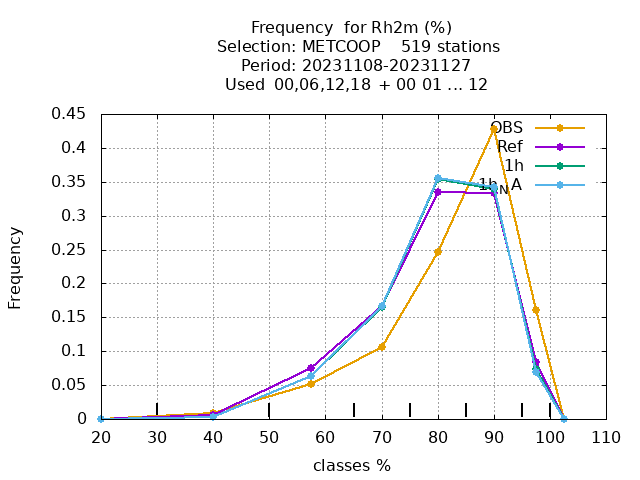 Frequency for Rh2m (%)
Selection: METCOOP 519 stations
Period: 20231108-20231127
Used 00,06,12,18 + 00 01 ... 12
0.45
0.4
0.35
0.3
0.25
0.2
0.15
0.1
0.05
0
Frequency
OBS
Ref
1h
1h_NA
20 30 40 50 60 70 80 90 100 110
classes %